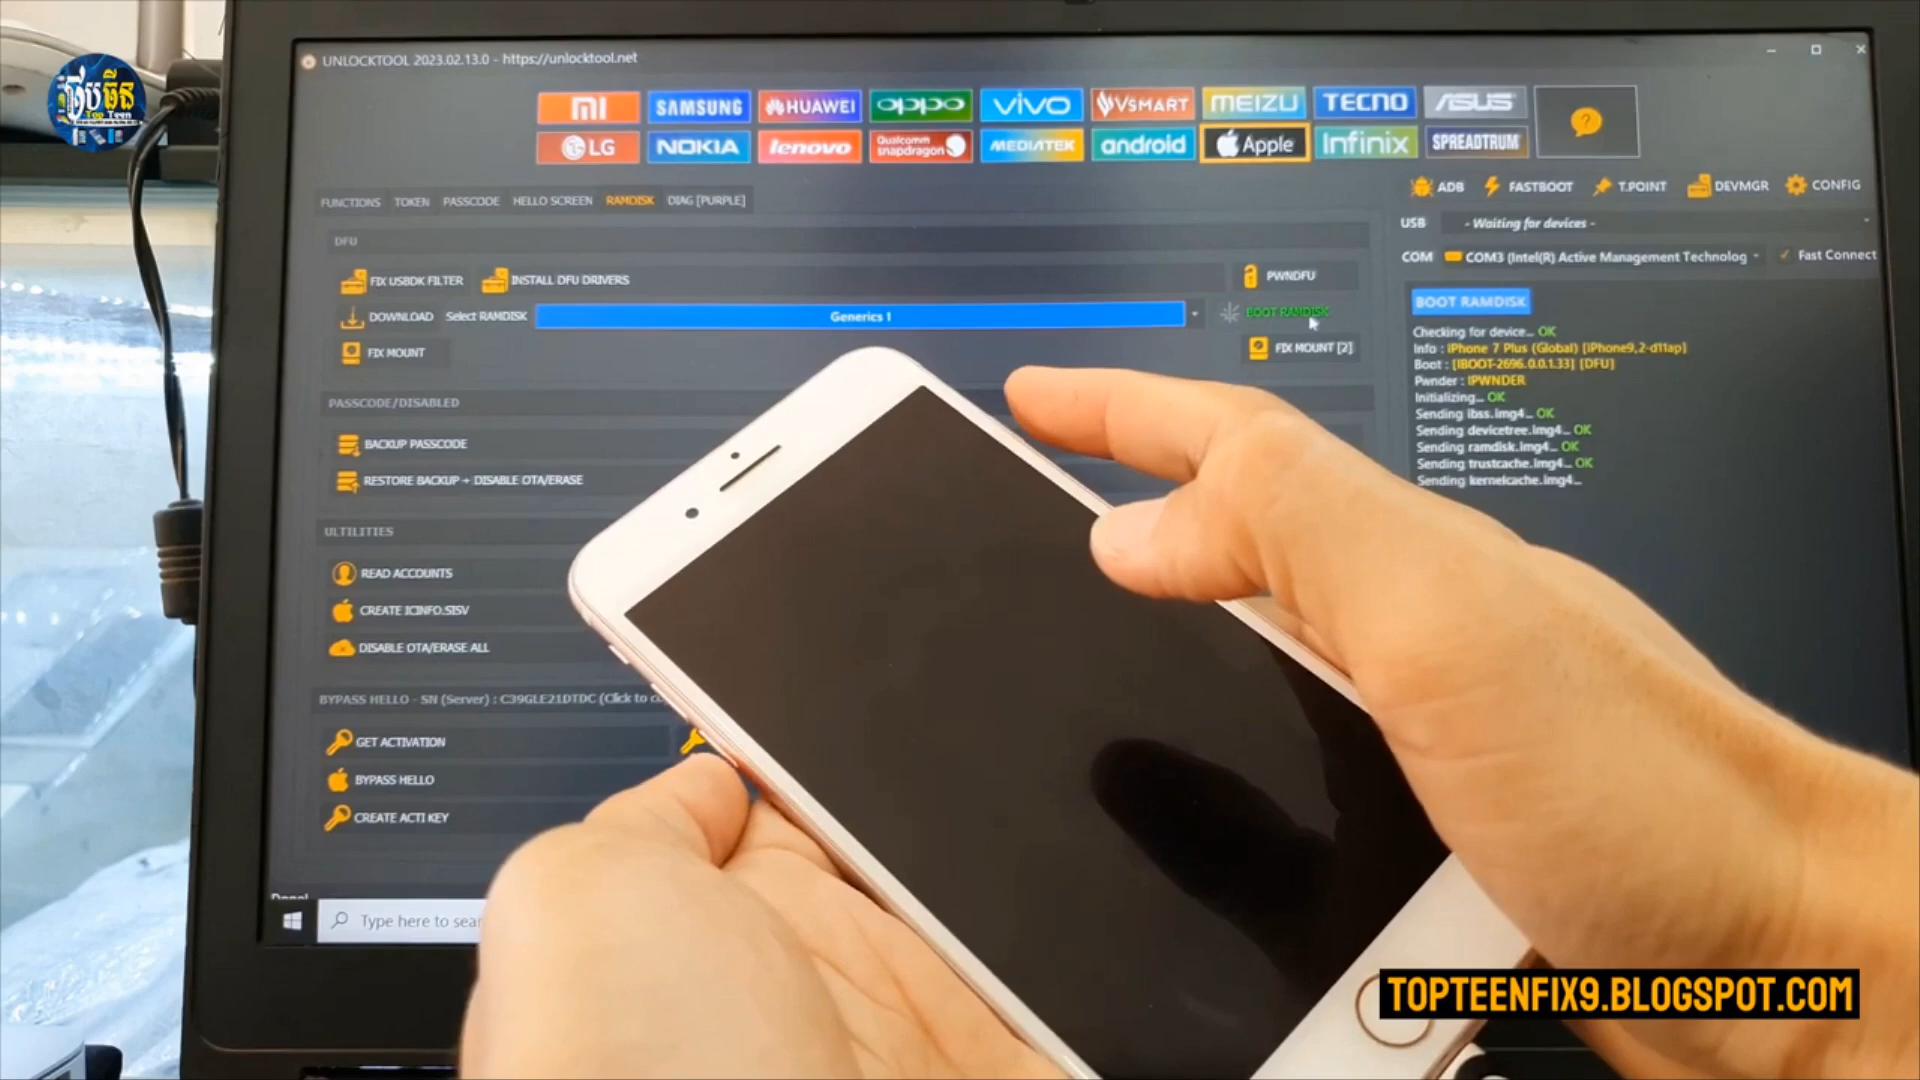 ប៉ុបធីន
Top Teen
UNLOCKTOOL 2023.02.13.0 - https://unlocktool.net
MI SAMSUNG HUAWEI oppo vivo VSMART MEIZU TECNO ASUS
LG NOKIA lenovo Qualcomm snapdragon MEDIATEK android Apple Infinix SPREADTRUM
FUNCTIONS TOKEN PASSCODE HELLO SCREEN RAMDISK DIAG [PURPLE]
ADB FASTBOOT T.POINT DEVMGR CONFIG
USB - Waiting for devices -
COM COM3 (Intel(R) Active Management Technolog Fast Connect
DFU
FIX USBDK FILTER INSTALL DFU DRIVERS PWNDFU
DOWNLOAD Select RAMDISK Generics 1 BOOT RAMDISK
FIX MOUNT FIX MOUNT [2]
PASSCODE/DISABLED
BACKUP PASSCODE
RESTORE BACKUP + DISABLE OTA/ERASE
ULTILITIES
READ ACCOUNTS
CREATE ICINFO.SISV
DISABLE OTA/ERASE ALL
BYPASS HELLO - SN (Server) : C39GLE21DTDC (Click to c
GET ACTIVATION
BYPASS HELLO
CREATE ACTI KEY
BOOT RAMDISK
Checking for device... OK
Info : iPhone 7 Plus (Global) [iPhone9,2-d11ap]
Boot : [IBOOT-2696.0.0.1.33] [DFU]
Pwnder : IPWNDER
Initializing... OK
Sending ibss.img4... OK
Sending devicetree.img4... OK
Sending ramdisk.img4... OK
Sending trustcache.img4... OK
Sending kernelcache.img4...
Type here to sear
TOPTEENFIX9.BLOGSPOT.COM